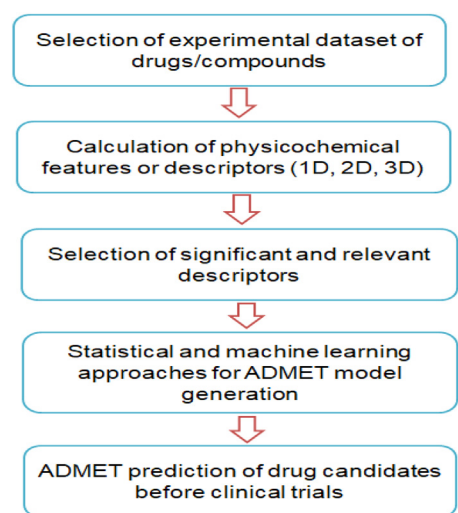 Selection of experimental dataset of
drugs/compounds
Calculation of physicochemical
features or descriptors (1D, 2D, 3D)
Selection of significant and relevant
descriptors
Statistical and machine learning
approaches for ADMET model
generation
ADMET prediction of drug candidates
before clinical trials